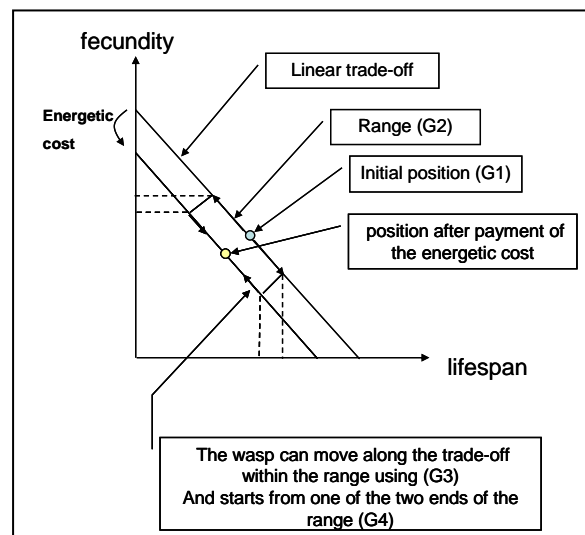 fecundity
Linear trade-off
Energetic
cost
Range (G2)
Initial position (G1)
position after payment of
the energetic cost
lifespan
The wasp can move along the trade-off
within the range using (G3)
And starts from one of the two ends of the
range (G4)